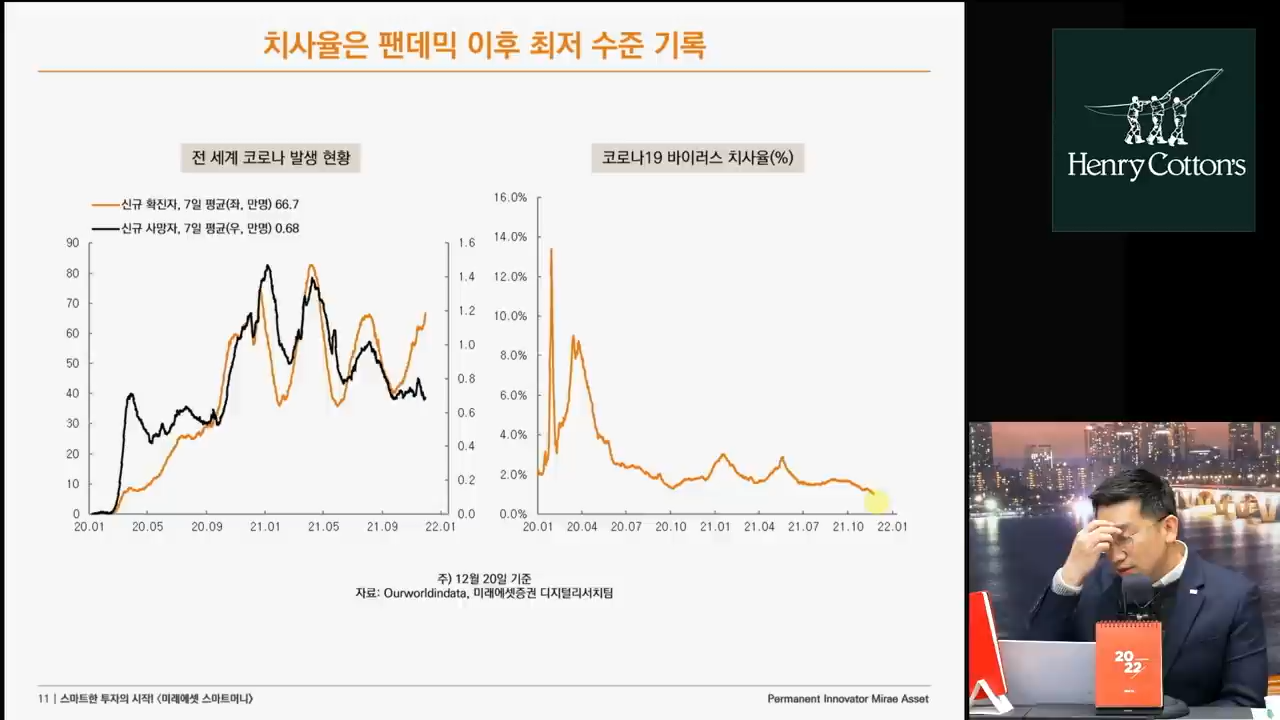 치사율은 팬데믹 이후 최저 수준 기록
전 세계 코로나 발생 현황
신규 확진자, 7일 평균(좌, 만명) 66.7
신규 사망자, 7일 평균(우, 만명) 0.68
90
80
70
60
50
40
30
20
10
0
1.6
1.4
1.2
1.0
0.8
0.6
0.4
0.2
0.0
20.01 20.05 20.09 21.01 21.05 21.09 22.01
코로나19 바이러스 치사율(%)
16.0%
14.0%
12.0%
10.0%
8.0%
6.0%
4.0%
2.0%
0.0%
20.01 20.04 20.07 20.10 21.01 21.04 21.07 21.10 22.01
주) 12월 20일 기준
자료: Ourworldindata, 미래에셋증권 디지털리서치팀
11 | 스마트한 투자의 시작! 〈미래에셋 스마트머니〉
Permanent Innovator Mirae Asset
Henry Cotton's
20
22